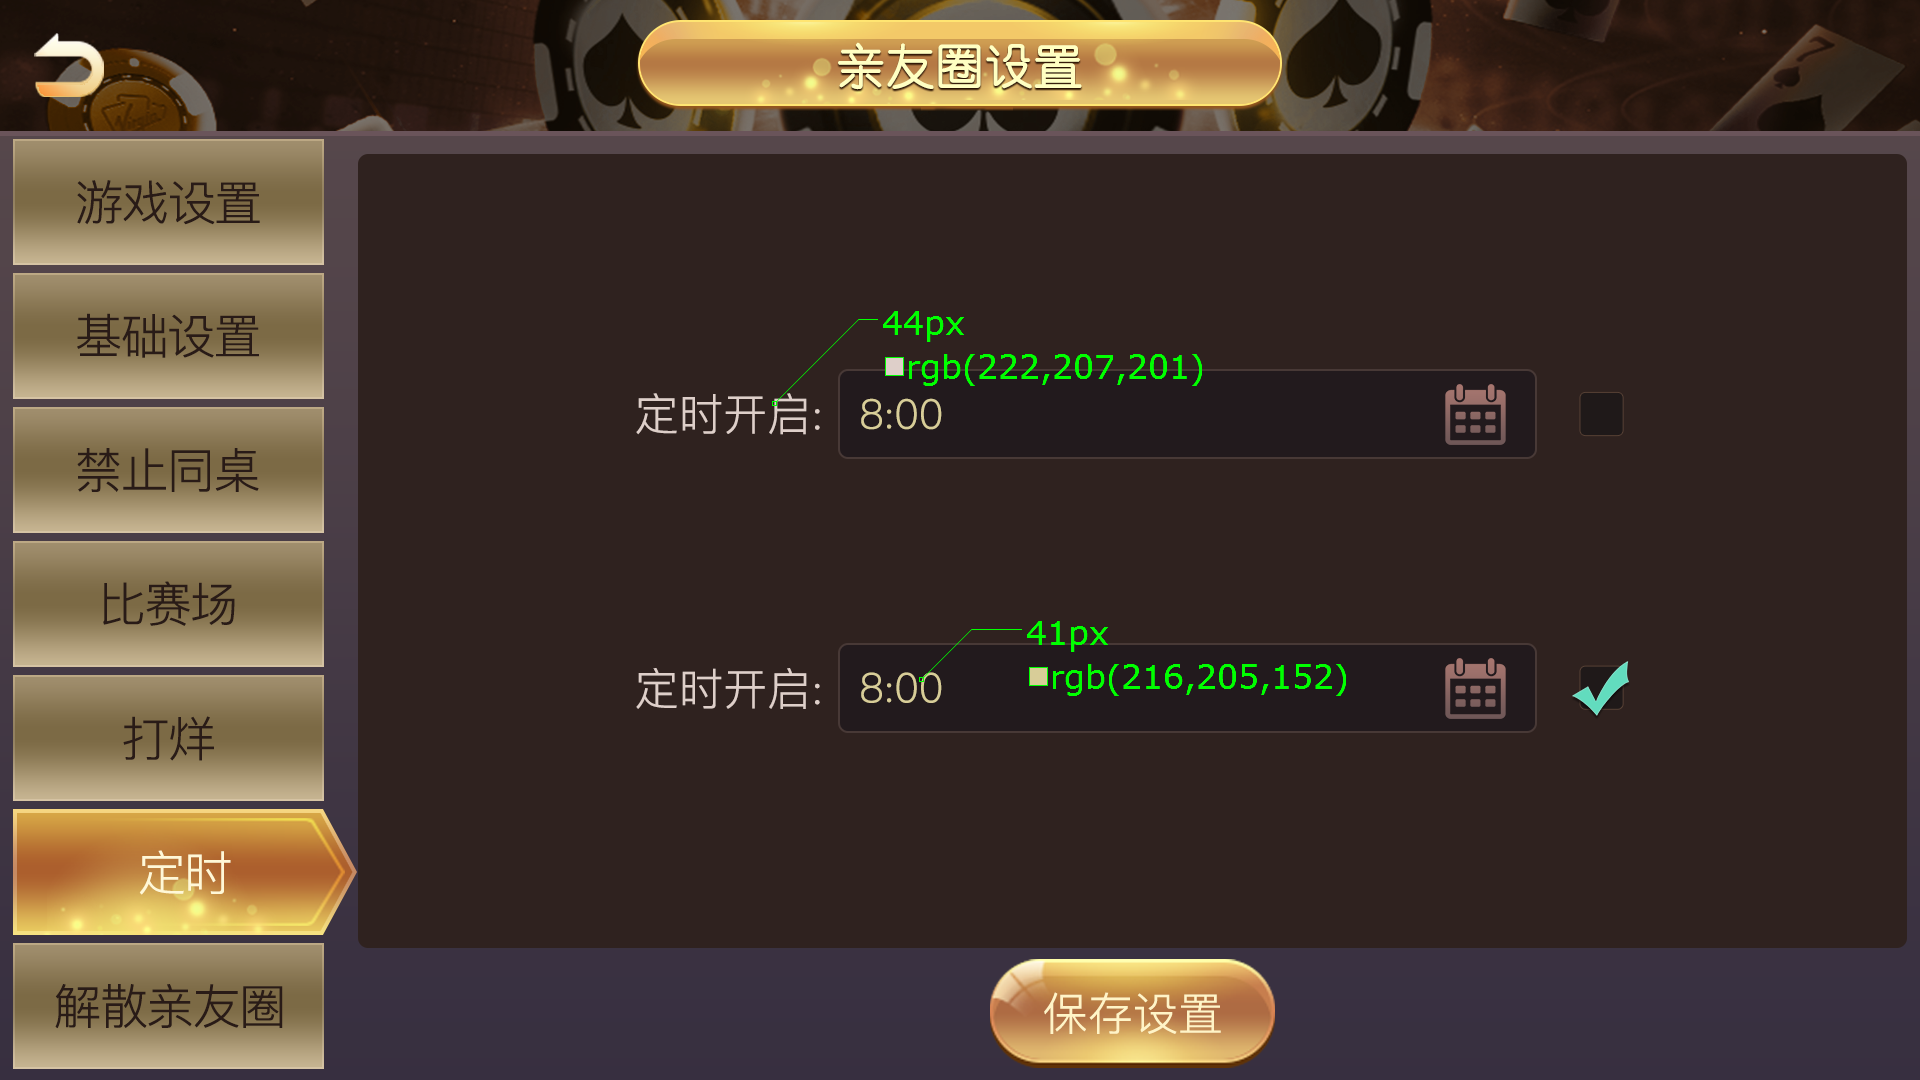 亲友圈设置
游戏设置
基础设置
禁止同桌
比赛场
打烊
定时
解散亲友圈
44px
rgb(222,207,201)
定时开启: 8:00
41px
rgb(216,205,152)
定时开启: 8:00
保存设置